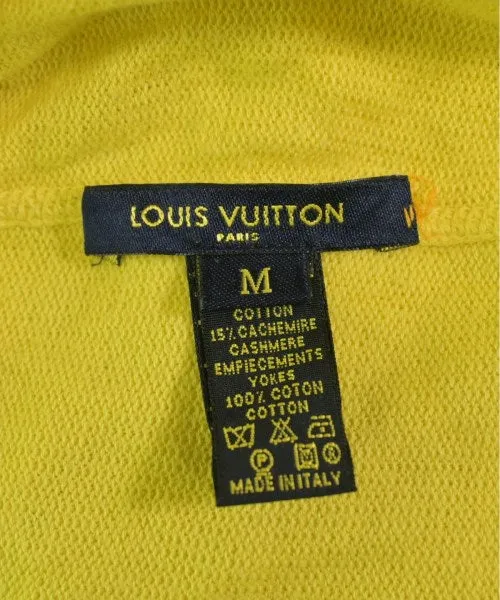 LOUIS VUITTON
PARIS
M
COTTON
15% CACHEMIRE
CASHMERE
EMPIECEMENTS
YOKES
100% COTON
COTTON
P M R
MADE IN ITALY